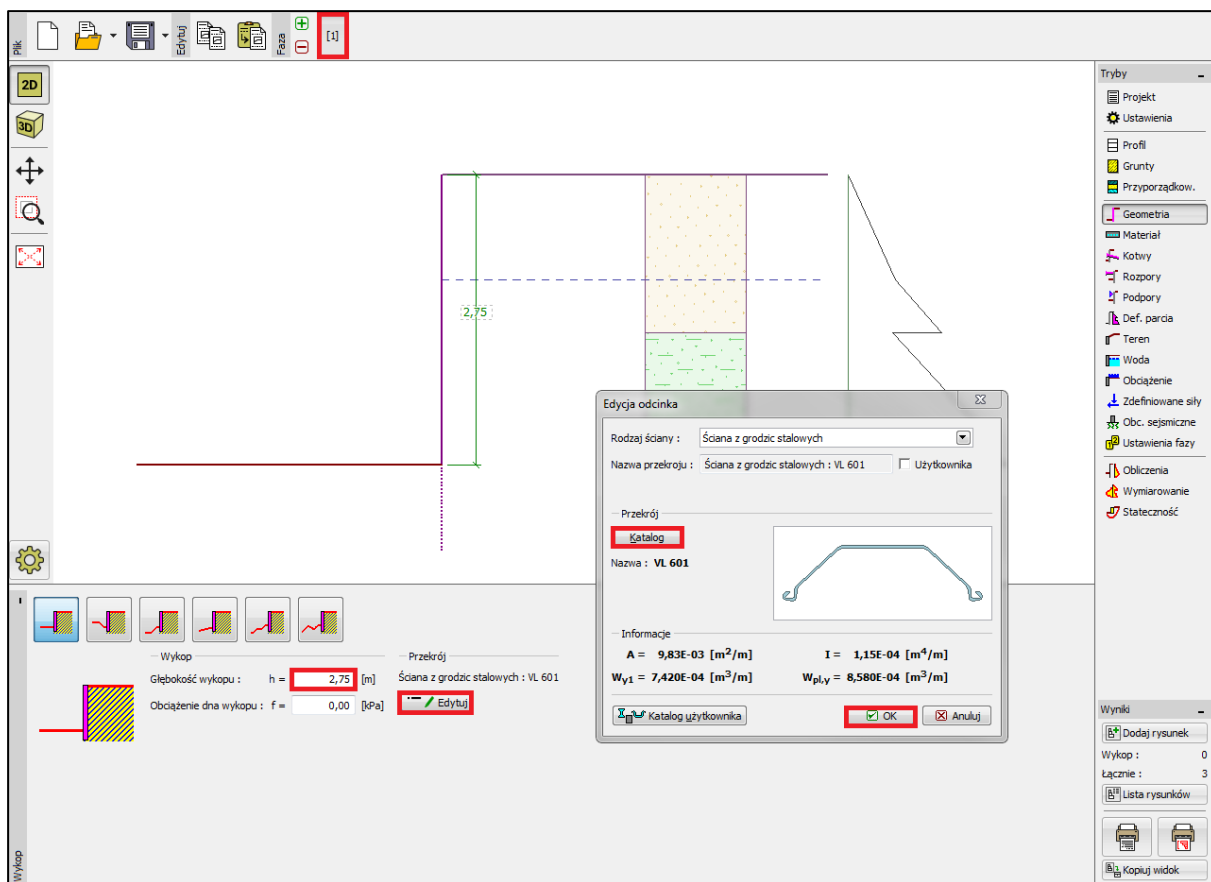 Plik
Edytuj
Faza
[1]
2D
3D
2,75
Tryby
Projekt
Ustawienia
Profil
Grunty
Przyporządkow.
Geometria
Materiał
Kotwy
Rozpory
Podpory
Def. parcia
Teren
Woda
Obciążenie
Zdefiniowane siły
Obc. sejsmiczne
Ustawienia fazy
Obliczenia
Wymiarowanie
Stateczność
Edycja odcinka
Rodzaj ściany : Ściana z grodzic stalowych
Nazwa przekroju : Ściana z grodzic stalowych : VL 601 Użytkownika
Przekrój
Katalog
Nazwa : VL 601
Informacje
A = 9,83E-03 [m²/m] I = 1,15E-04 [m⁴/m]
Wy1 = 7,420E-04 [m³/m] Wpl,y = 8,580E-04 [m³/m]
Katalog użytkownika OK Anuluj
Wykop
Głębokość wykopu : h = 2,75 [m]
Obciążenie dna wykopu : f = 0,00 [kPa]
Przekrój
Ściana z grodzic stalowych : VL 601
Edytuj
Wykop
Wyniki
Dodaj rysunek
Wykop : 0
Łącznie : 3
Lista rysunków
Kopiuj widok